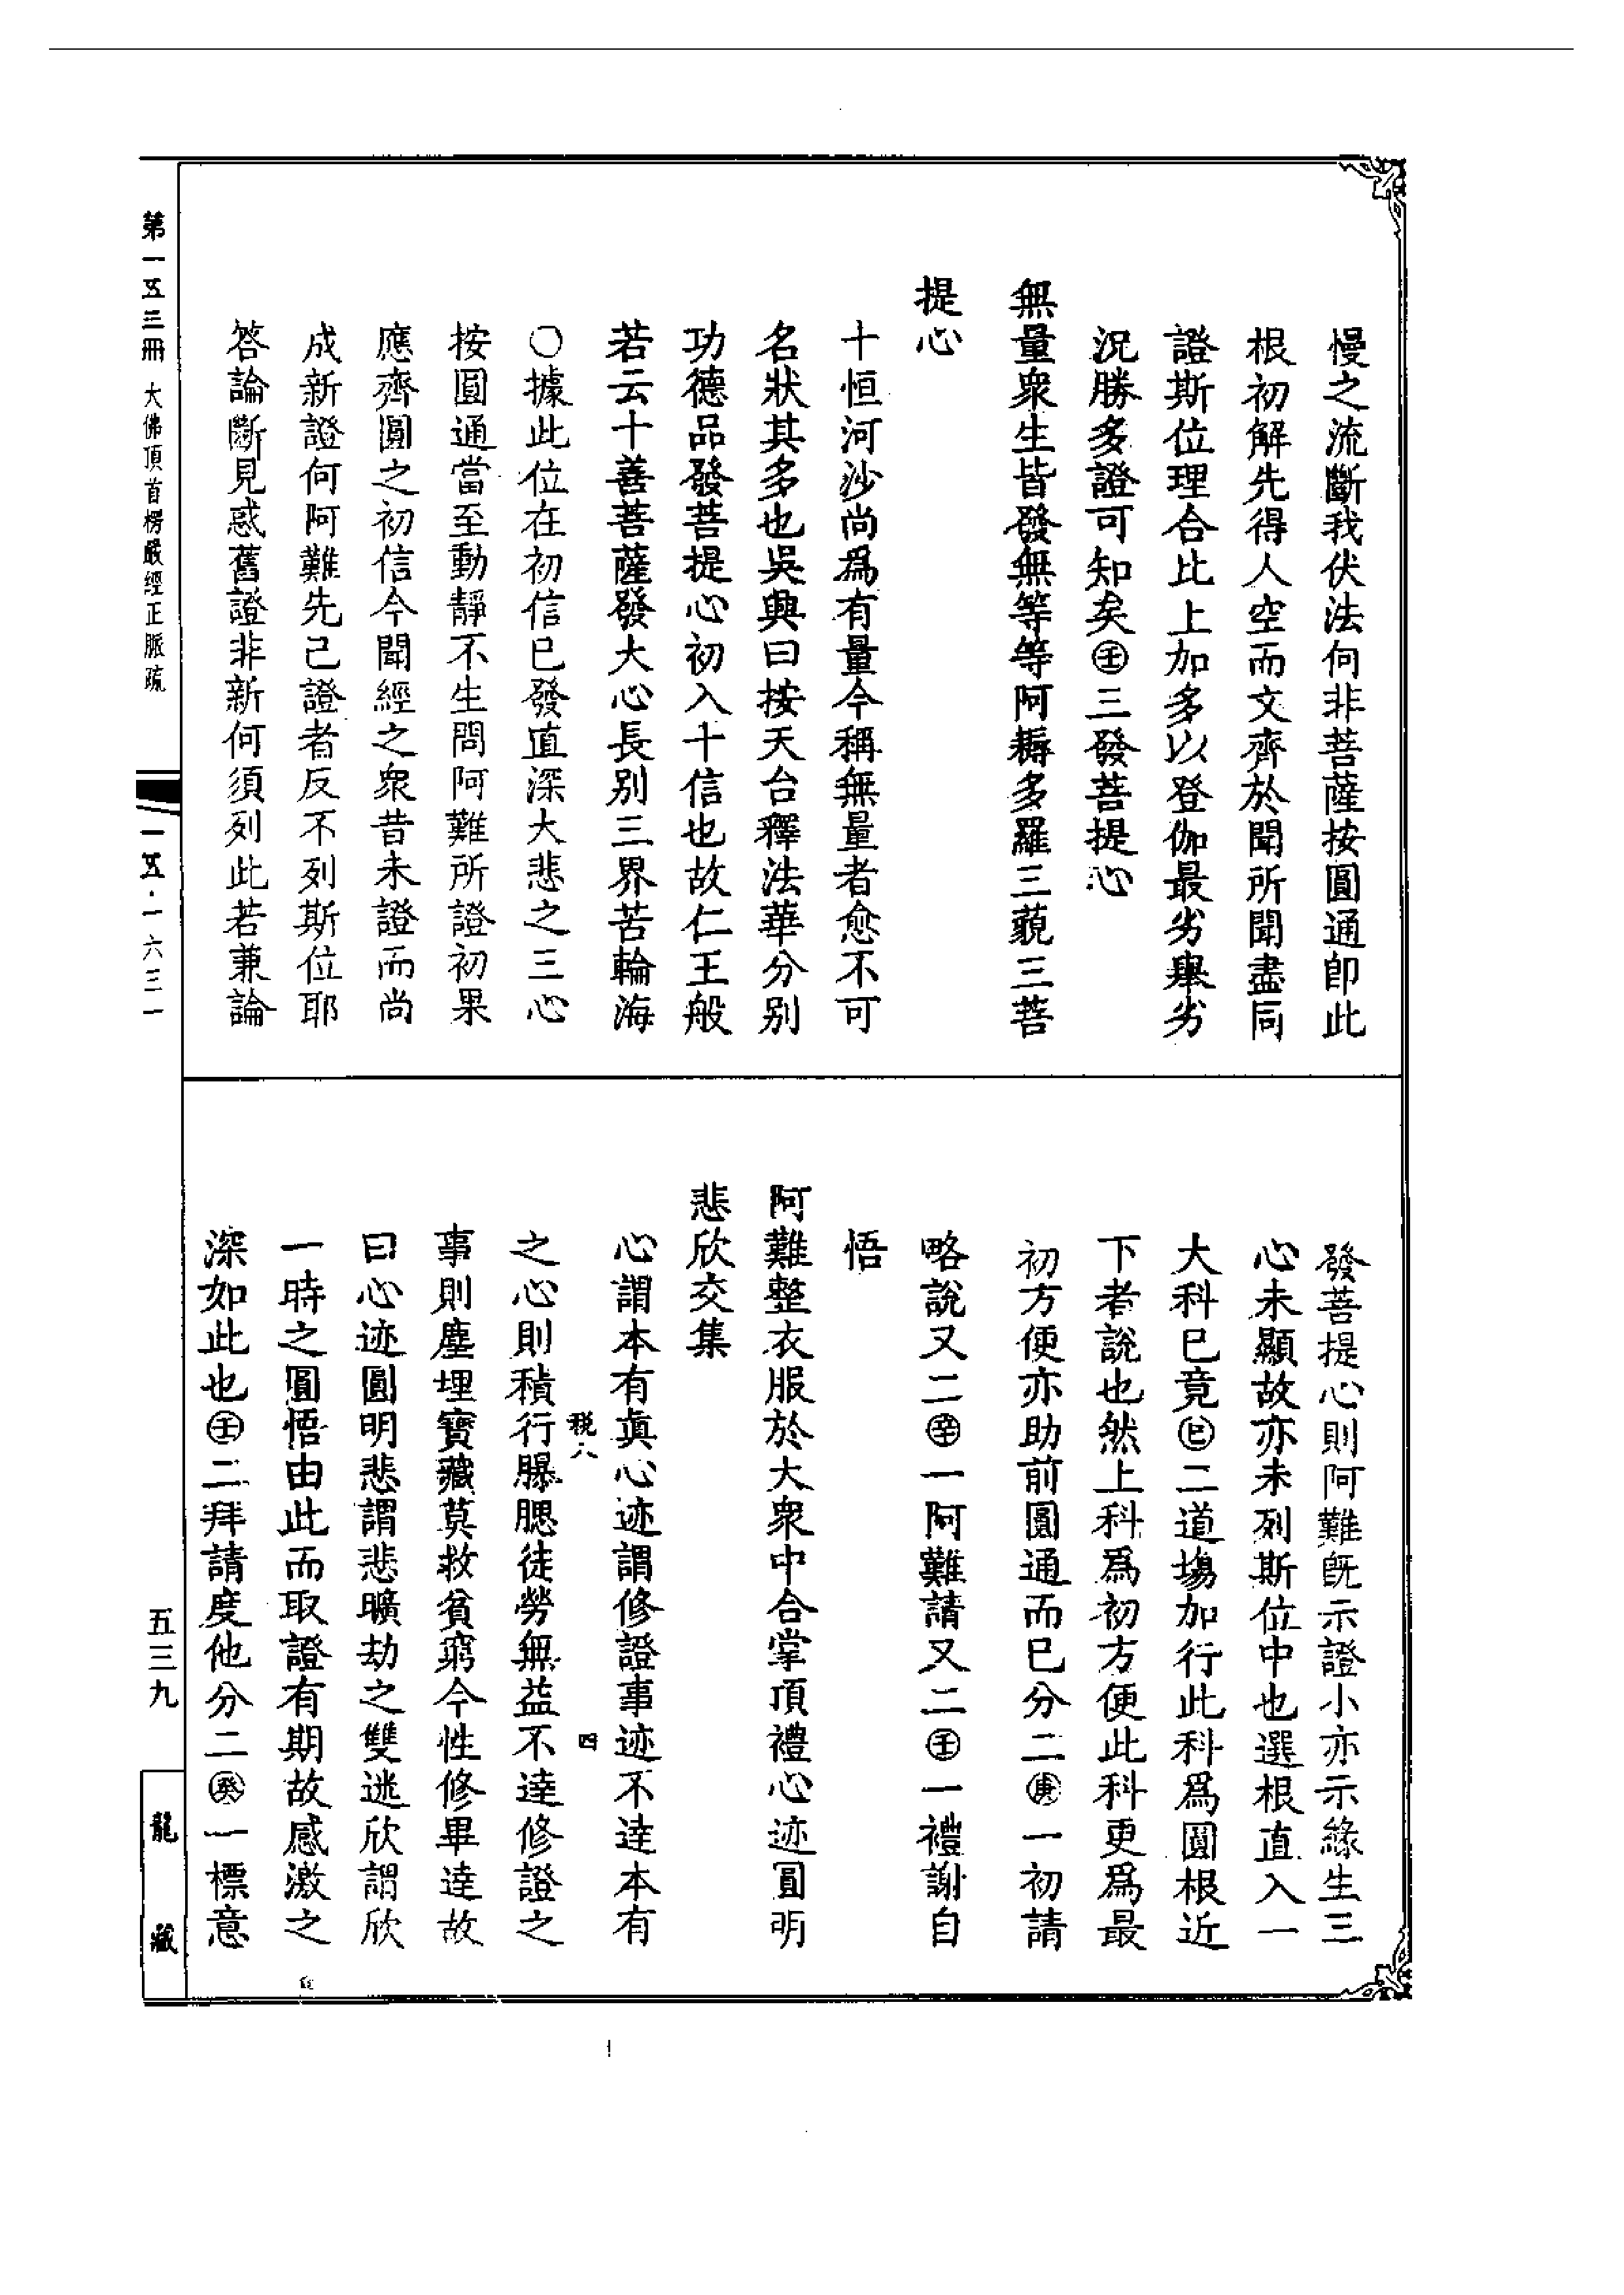 慢之流斷我伏法何非菩薩按圓通卽此
根初解先得人空而文齊於聞所聞盡同
證斯位理合比上加多以登伽最劣舉劣
況勝多證可知矣㊛三發菩提心
無量衆生皆發無等等阿耨多羅三藐三菩
提心
十恒河沙尚爲有量今稱無量者愈不可
名狀其多也吳興曰按天台釋法華分別
功德品發菩提心初入十信也故仁王般
若云十善菩薩發大心長別三界苦輪海
〇據此位在初信已發直深大悲之三心
按圓通當至動靜不生問阿難所證初果
應齊圓之初信今聞經之衆昔未證而尚
成新證何阿難先已證者反不列斯位耶
答論斷見惑舊證非新何須列此若兼論
發菩提心則阿難旣示證小亦示緣生三
心未顯故亦未列斯位中也選根直入一
大科已竟㊁二道場加行此科爲圓根近
下者說也然上科爲初方便此科更爲最
初方便亦助前圓通而已分二庚一初請
略說又二辛一阿難請又二壬一禮謝自
悟
阿難整衣服於大衆中合掌頂禮心迹圓明
悲欣交集
心謂本有眞心迹謂修證事迹不達本有
税八 四
之心則積行曝腮徒勞無益不達修證之
事則塵埋寶藏莫救貧窮今性修畢達故
曰心迹圓明悲謂悲曠劫之雙迷欣謂欣
一時之圓悟由此而取證有期故感激之
深如此也壬二拜請度他分二癸一標意
第一五三冊 大佛頂首楞嚴經正脈疏
一五·一六三一
五三九
龍藏